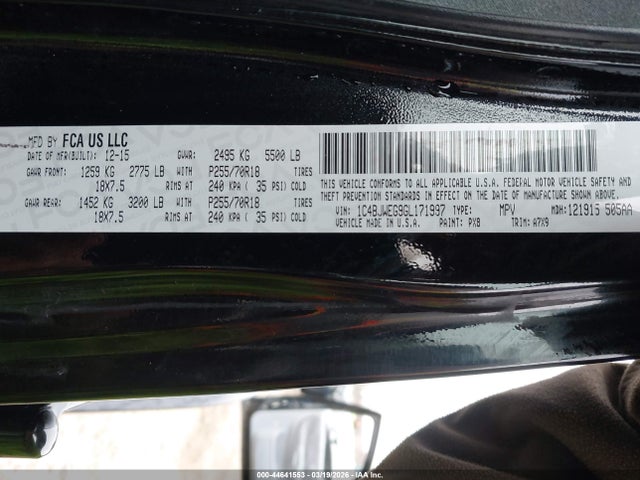 MFD BY FCA US LLC
DATE OF MFR(BUILT): 12-15 GVWR: 2495 KG 5500 LB
GAWR FRONT: 1259 KG 2775 LB WITH P255/70R18 TIRES
18X7.5 RIMS AT 240 KPA ( 35 PSI) COLD
GAWR REAR: 1452 KG 3200 LB WITH P255/70R18 TIRES
18X7.5 RIMS AT 240 KPA ( 35 PSI) COLD
THIS VEHICLE CONFORMS TO ALL APPLICABLE U.S.A. FEDERAL MOTOR VEHICLE SAFETY AND
THEFT PREVENTION STANDARDS IN EFFECT ON THE DATE OF MANUFACTURE SHOWN ABOVE.
VIN: 1C4BJWEG9GL171997 TYPE: MPV MDH: 121915 505AA
VEHICLE MADE IN U.S.A. PAINT: PX8 TRIM: A7X9
000-44641553 - 03/19/2026 - IAAI.COM